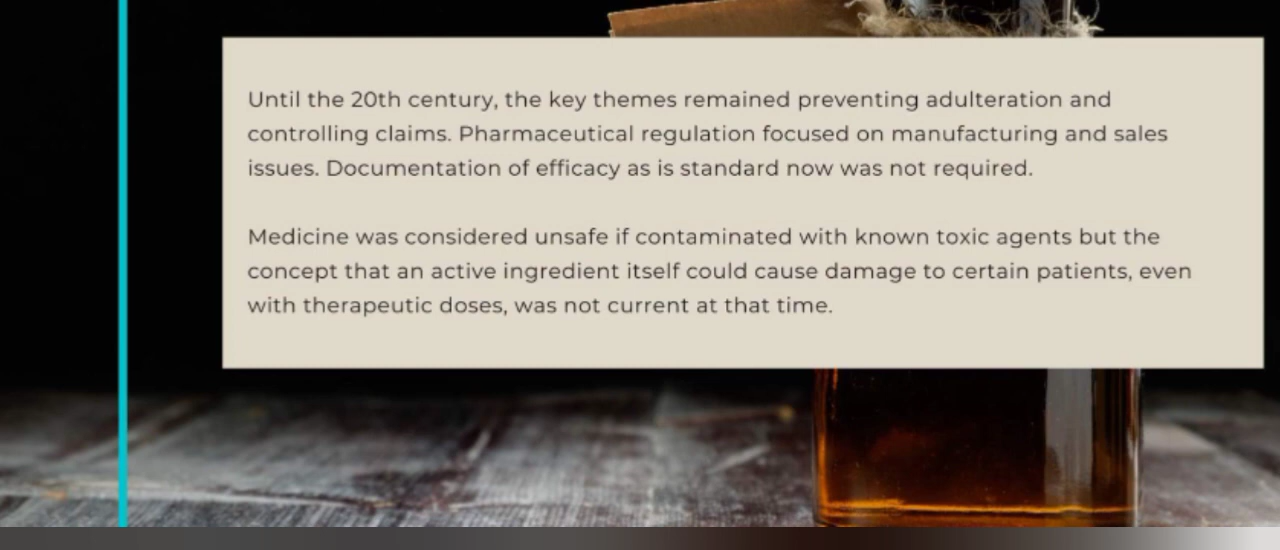 Until the 20th century, the key themes remained preventing adulteration and
controlling claims. Pharmaceutical regulation focused on manufacturing and sales
issues. Documentation of efficacy as is standard now was not required.
Medicine was considered unsafe if contaminated with known toxic agents but the
concept that an active ingredient itself could cause damage to certain patients, even
with therapeutic doses, was not current at that time.